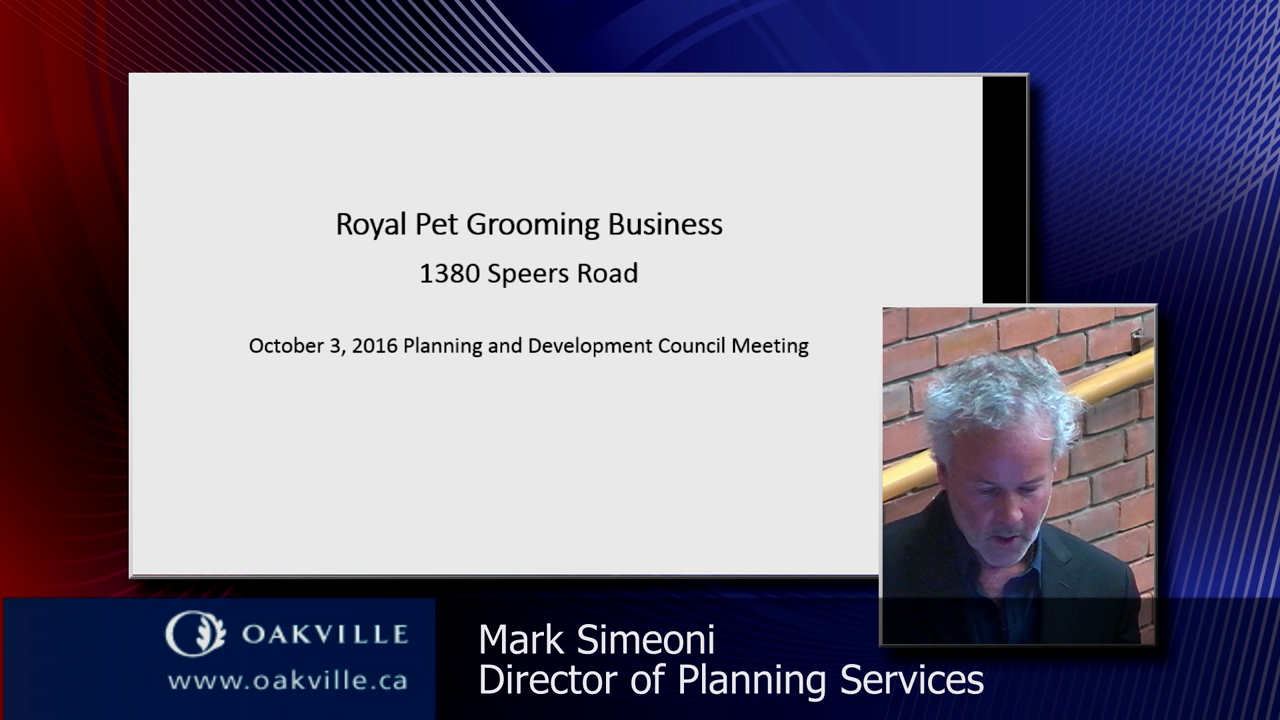 Royal Pet Grooming Business
1380 Speers Road
October 3, 2016 Planning and Development Council Meeting
OAKVILLE
www.oakville.ca
Mark Simeoni
Director of Planning Services